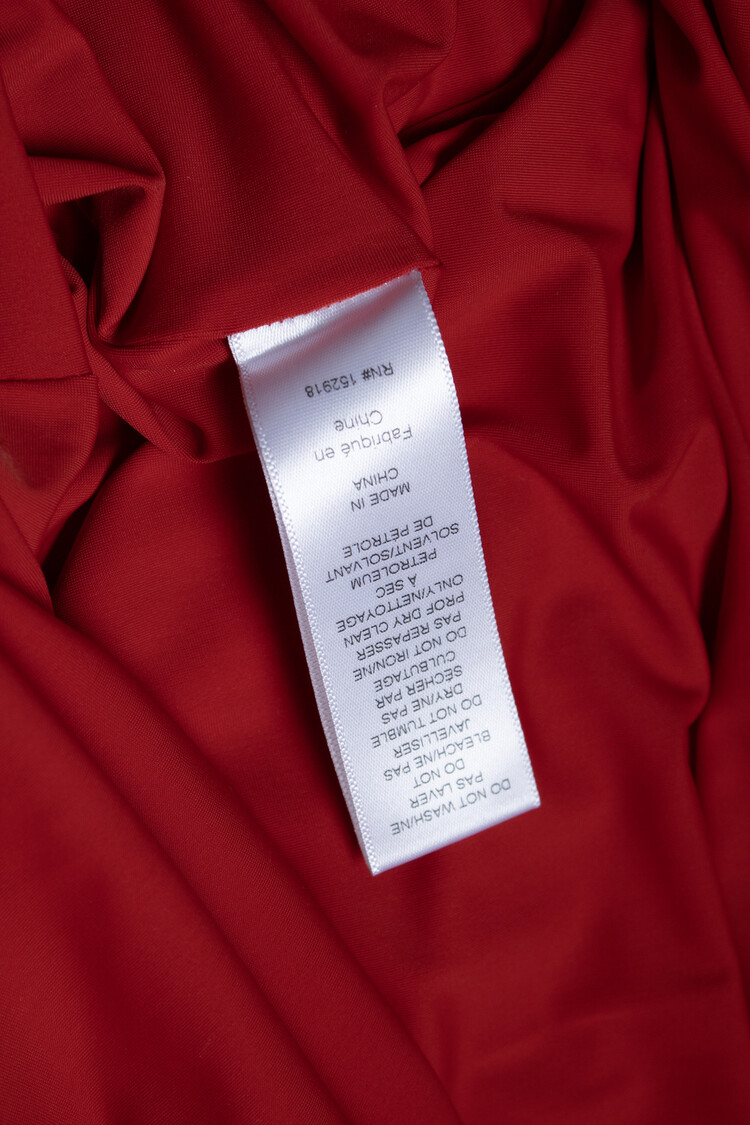 DO NOT WASH/NE
PAS LAVER
DO NOT
BLEACH/NE PAS
JAVELLISER
DO NOT TUMBLE
DRY/NE PAS
SÉCHER PAR
CULBUTAGE
DO NOT IRON/NE
PAS REPASSER
PROF DRY CLEAN
ONLY/NETTOYAGE
A SEC
PETROLEUM
SOLVENT/SOLVANT
DE PÉTROLE
MADE IN
CHINA
Fabriqué en
Chine
RN# 152918